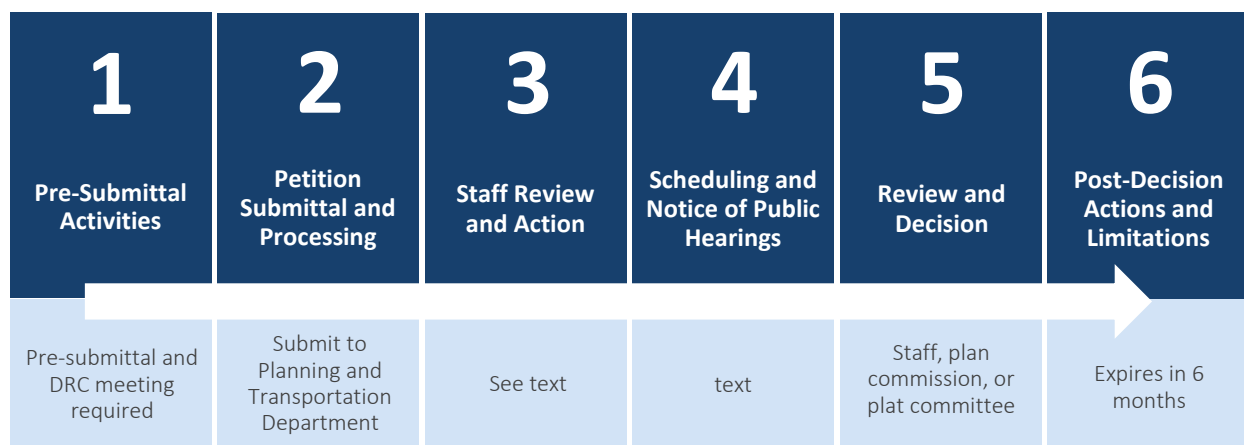 1
Pre-Submittal
Activities
2
Petition
Submittal and
Processing
3
Staff Review
and Action
4
Scheduling and
Notice of Public
Hearings
5
Review and
Decision
6
Post-Decision
Actions and
Limitations
Pre-submittal and
DRC meeting
required
Submit to
Planning and
Transportation
Department
See text
text
Staff, plan
commission, or
plat committee
Expires in 6
months